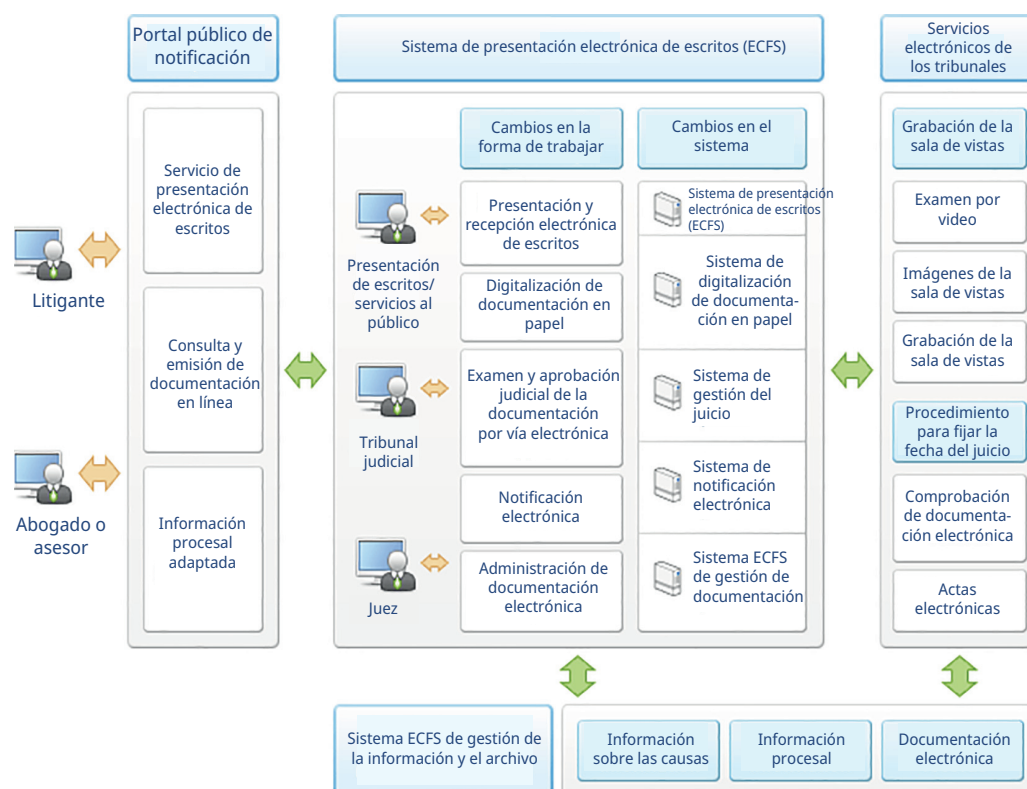 Portal público de
notificación
Sistema de presentación electrónica de escritos (ECFS)
Servicios
electrónicos de
los tribunales
Litigante
Abogado o
asesor
Servicio de
presentación
electrónica de
escritos
Consulta y
emisión de
documentación
en línea
Información
procesal
adaptada
Presentación
de escritos/
servicios al
público
Tribunal
judicial
Juez
Cambios en la
forma de trabajar
Presentación y
recepción electrónica
de escritos
Digitalización de
documentación en
papel
Examen y aprobación
judicial de la
documentación
por vía electrónica
Notificación
electrónica
Administración de
documentación
electrónica
Cambios en el
sistema
Sistema de presentación
electrónica de escritos
(ECFS)
Sistema de
digitalización
de documenta-
ción en papel
Sistema de
gestión del
juicio
Sistema de
notificación
electrónica
Sistema ECFS
de gestión de
documentación
Grabación de la
sala de vistas
Examen por
video
Imágenes de la
sala de vistas
Grabación de la
sala de vistas
Procedimiento
para fijar la
fecha del juicio
Comprobación
de documenta-
ción electrónica
Actas
electrónicas
Sistema ECFS de gestión de
la información y el archivo
Información
sobre las causas
Información
procesal
Documentación
electrónica